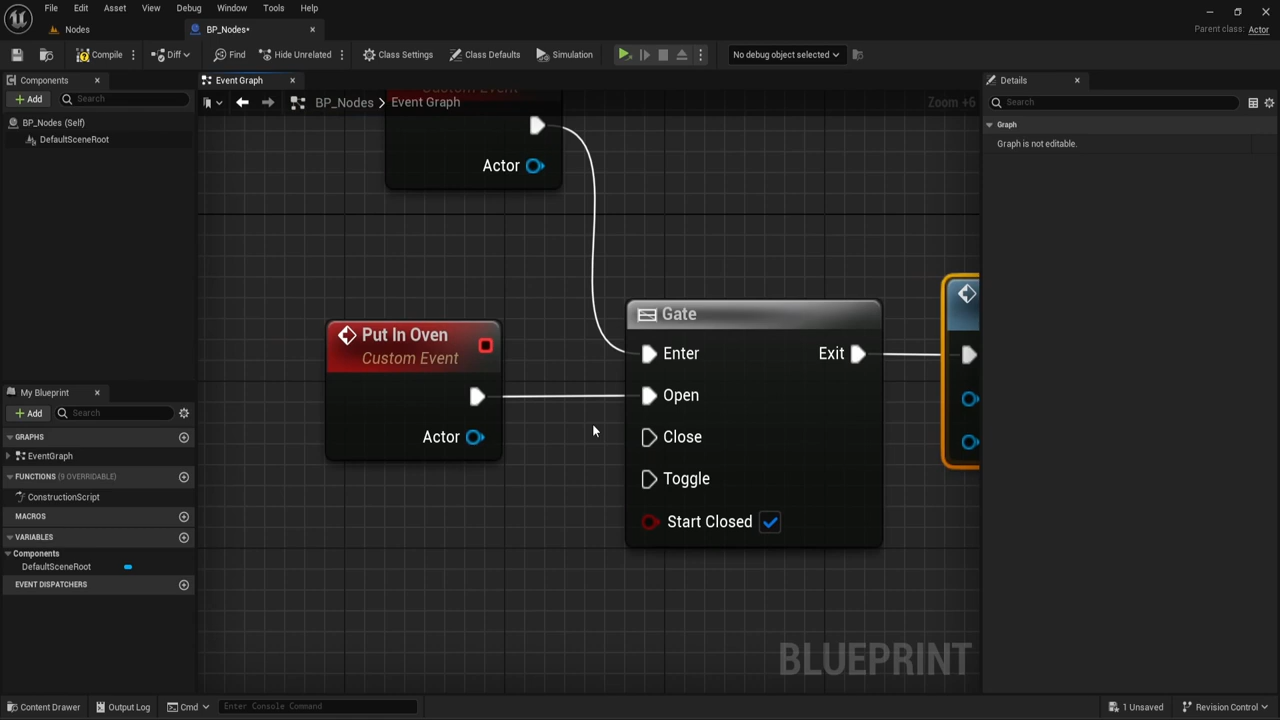 File Edit Asset View Debug Window Tools Help
Nodes
BP_Nodes*
Parent class: Actor
Compile
Diff
Find
Hide Unrelated
Class Settings
Class Defaults
Simulation
No debug object selected
Components
Add
Search
BP_Nodes (Self)
DefaultSceneRoot
My Blueprint
Add
Search
GRAPHS
EventGraph
FUNCTIONS (9 OVERRIDABLE)
ConstructionScript
MACROS
VARIABLES
Components
DefaultSceneRoot
EVENT DISPATCHERS
Event Graph
BP_Nodes > Event Graph
Zoom +6
Custom Event
Actor
Put In Oven
Custom Event
Actor
Gate
Enter
Exit
Open
Close
Toggle
Start Closed
BLUEPRINT
Details
Search
Graph
Graph is not editable.
Content Drawer
Output Log
Cmd
Enter Console Command
1 Unsaved
Revision Control